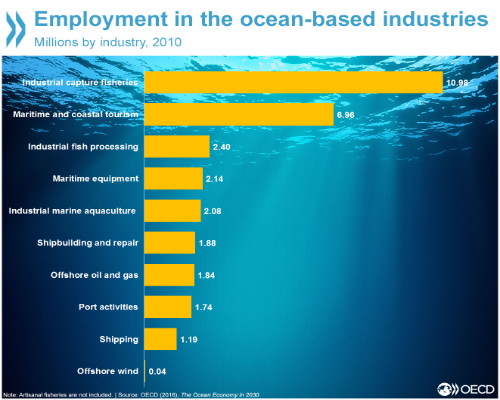 Employment in the ocean-based industries
Millions by industry, 2010
Industrial capture fisheries 10.98
Maritime and coastal tourism 6.96
Industrial fish processing 2.40
Maritime equipment 2.14
Industrial marine aquaculture 2.08
Shipbuilding and repair 1.88
Offshore oil and gas 1.84
Port activities 1.74
Shipping 1.19
Offshore wind 0.04
Note: Artisanal fisheries are not included. | Source: OECD (2016), The Ocean Economy in 2030
OECD